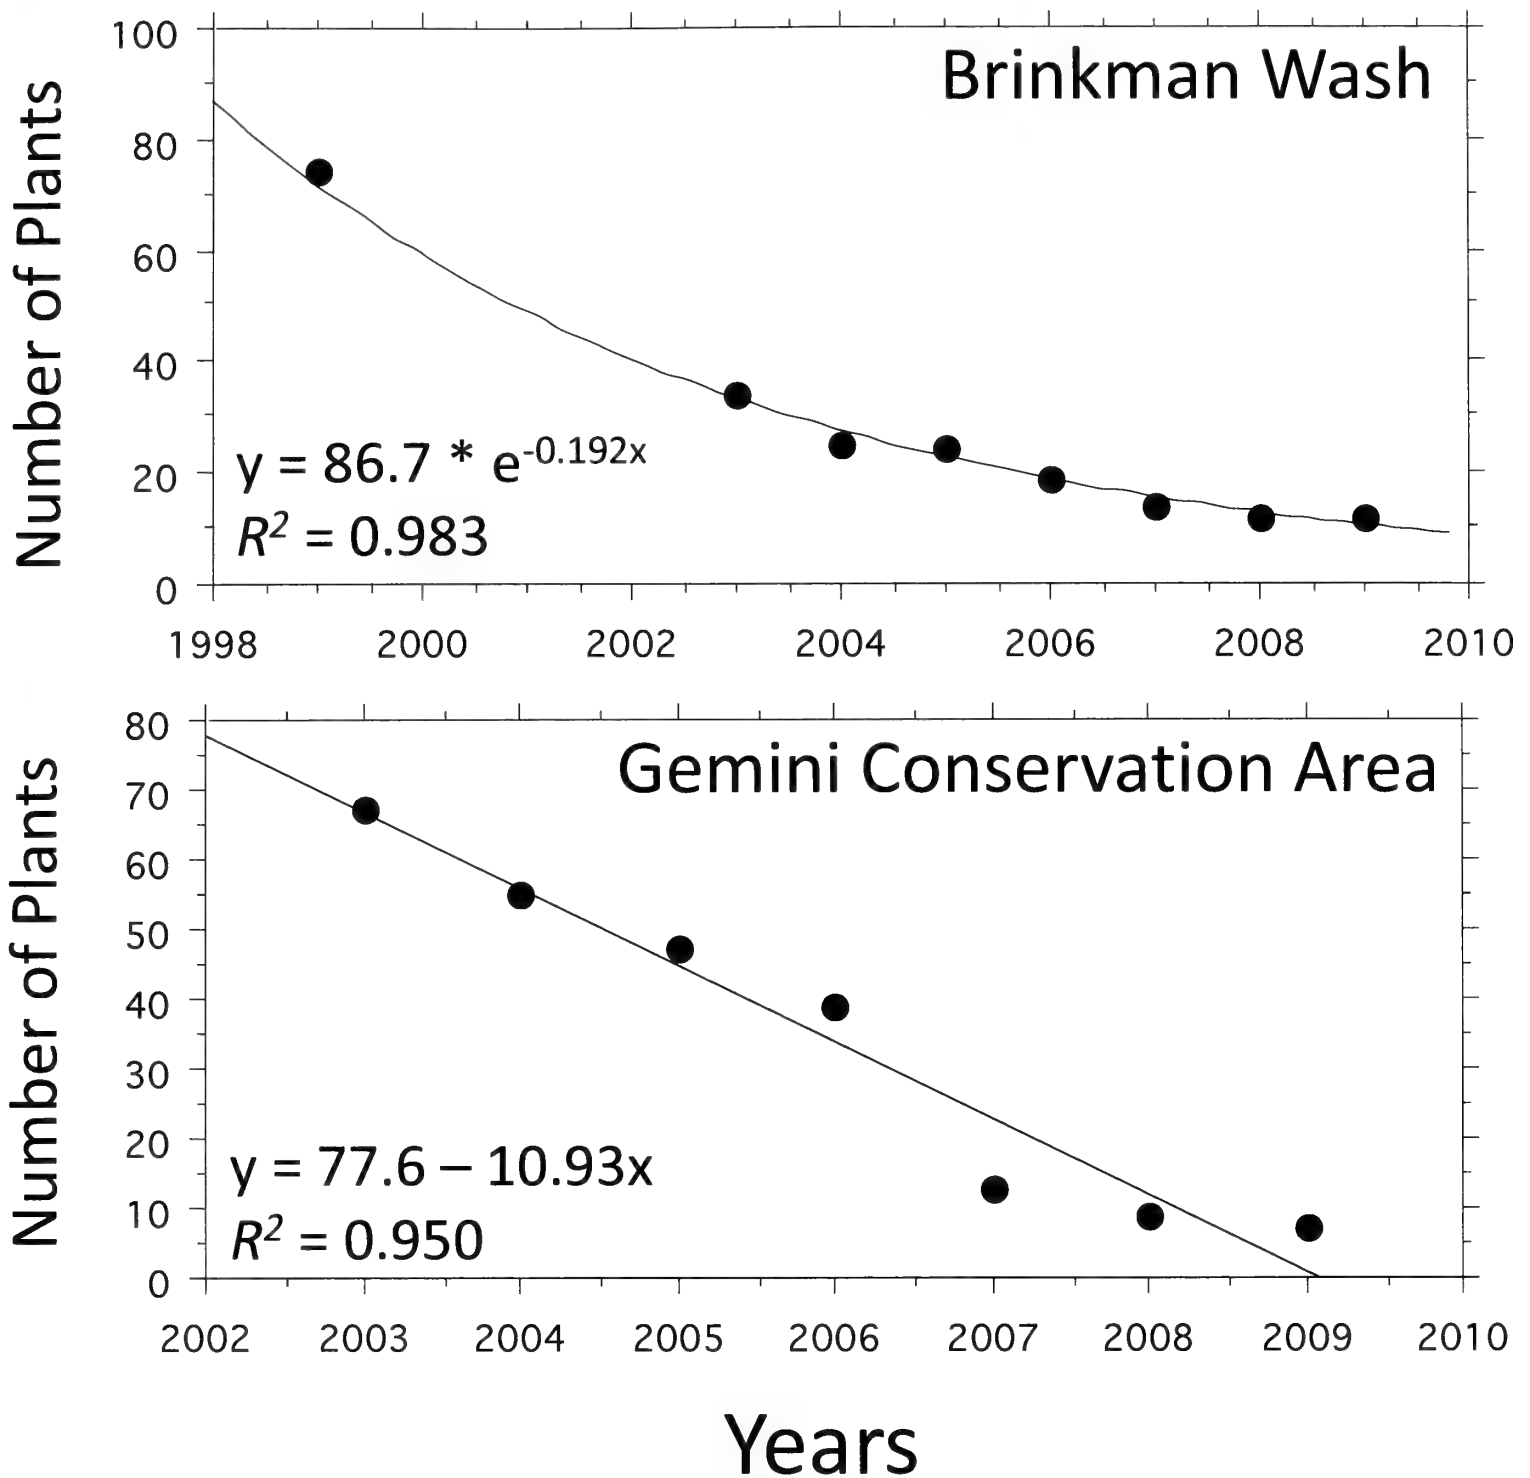 Brinkman Wash
Number of Plants
100
80
60
40
20
0
y = 86.7 * e^-0.192x
R² = 0.983
1998 2000 2002 2004 2006 2008 2010
Gemini Conservation Area
Number of Plants
80
70
60
50
40
30
20
10
0
y = 77.6 – 10.93x
R² = 0.950
2002 2003 2004 2005 2006 2007 2008 2009 2010
Years